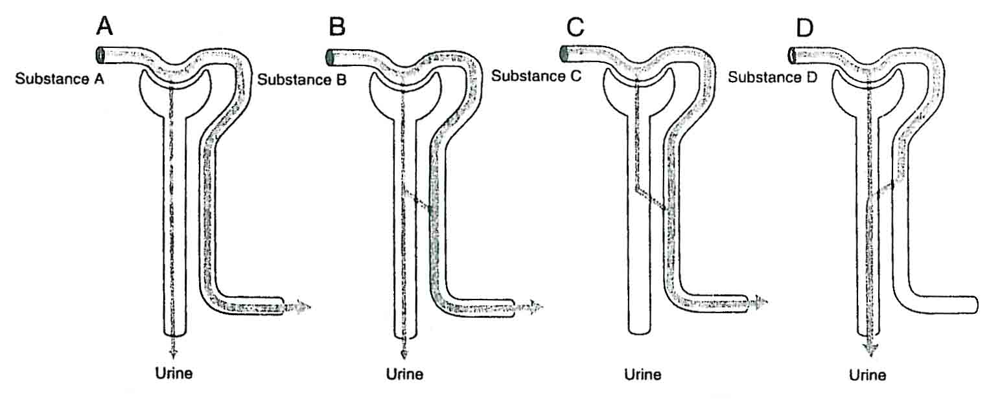 A B C D
Substance A Substance B Substance C Substance D
Urine Urine Urine Urine